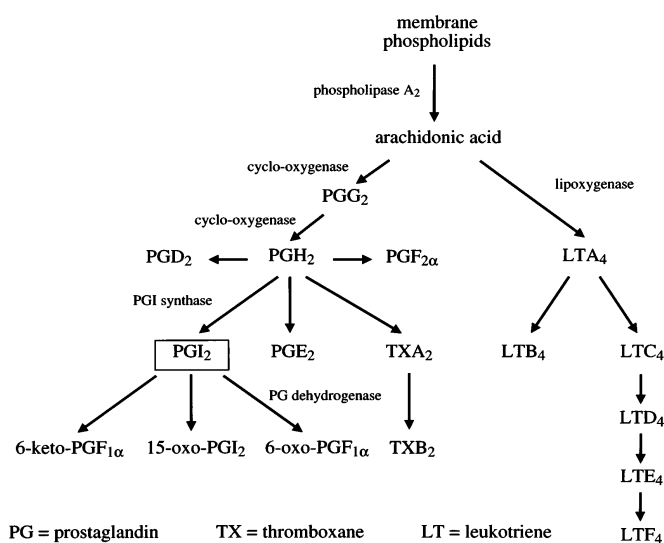 membrane
phospholipids
phospholipase A₂
arachidonic acid
cyclo-oxygenase
lipoxygenase
PGG₂
cyclo-oxygenase
PGD₂ PGH₂ PGF₂α LTA₄
PGI synthase
PGI₂ PGE₂ TXA₂ LTB₄ LTC₄
PG dehydrogenase
LTD₄
6-keto-PGF₁α 15-oxo-PGI₂ 6-oxo-PGF₁α TXB₂
LTE₄
PG = prostaglandin TX = thromboxane LT = leukotriene LTF₄